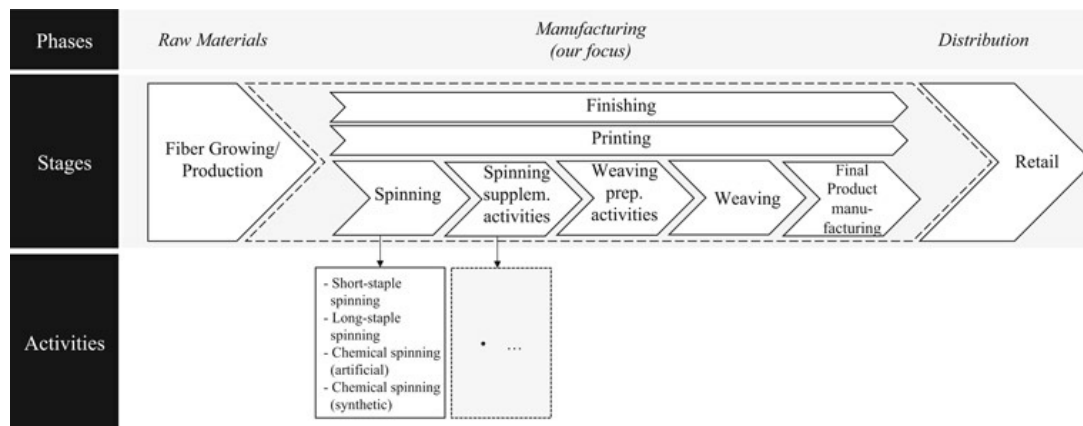 Phases
Raw Materials
Manufacturing
(our focus)
Distribution
Stages
Fiber Growing/
Production
Finishing
Printing
Spinning
Spinning
supplem.
activities
Weaving
prep.
activities
Weaving
Final
Product
manu-
facturing
Retail
Activities
- Short-staple
spinning
- Long-staple
spinning
- Chemical spinning
(artificial)
- Chemical spinning
(synthetic)
• ...